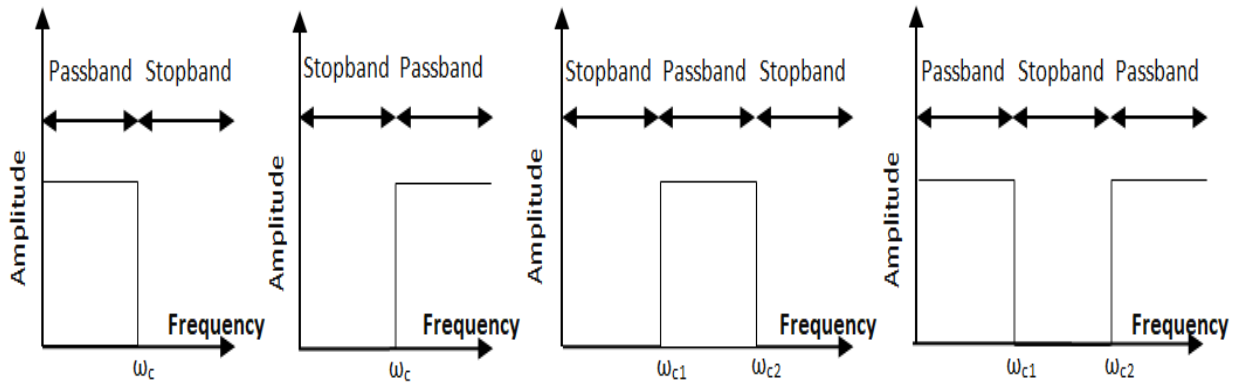 Passband Stopband
Amplitude
Frequency
ωc
Stopband Passband
Amplitude
Frequency
ωc
Stopband Passband Stopband
Amplitude
Frequency
ωc1 ωc2
Passband Stopband Passband
Amplitude
Frequency
ωc1 ωc2